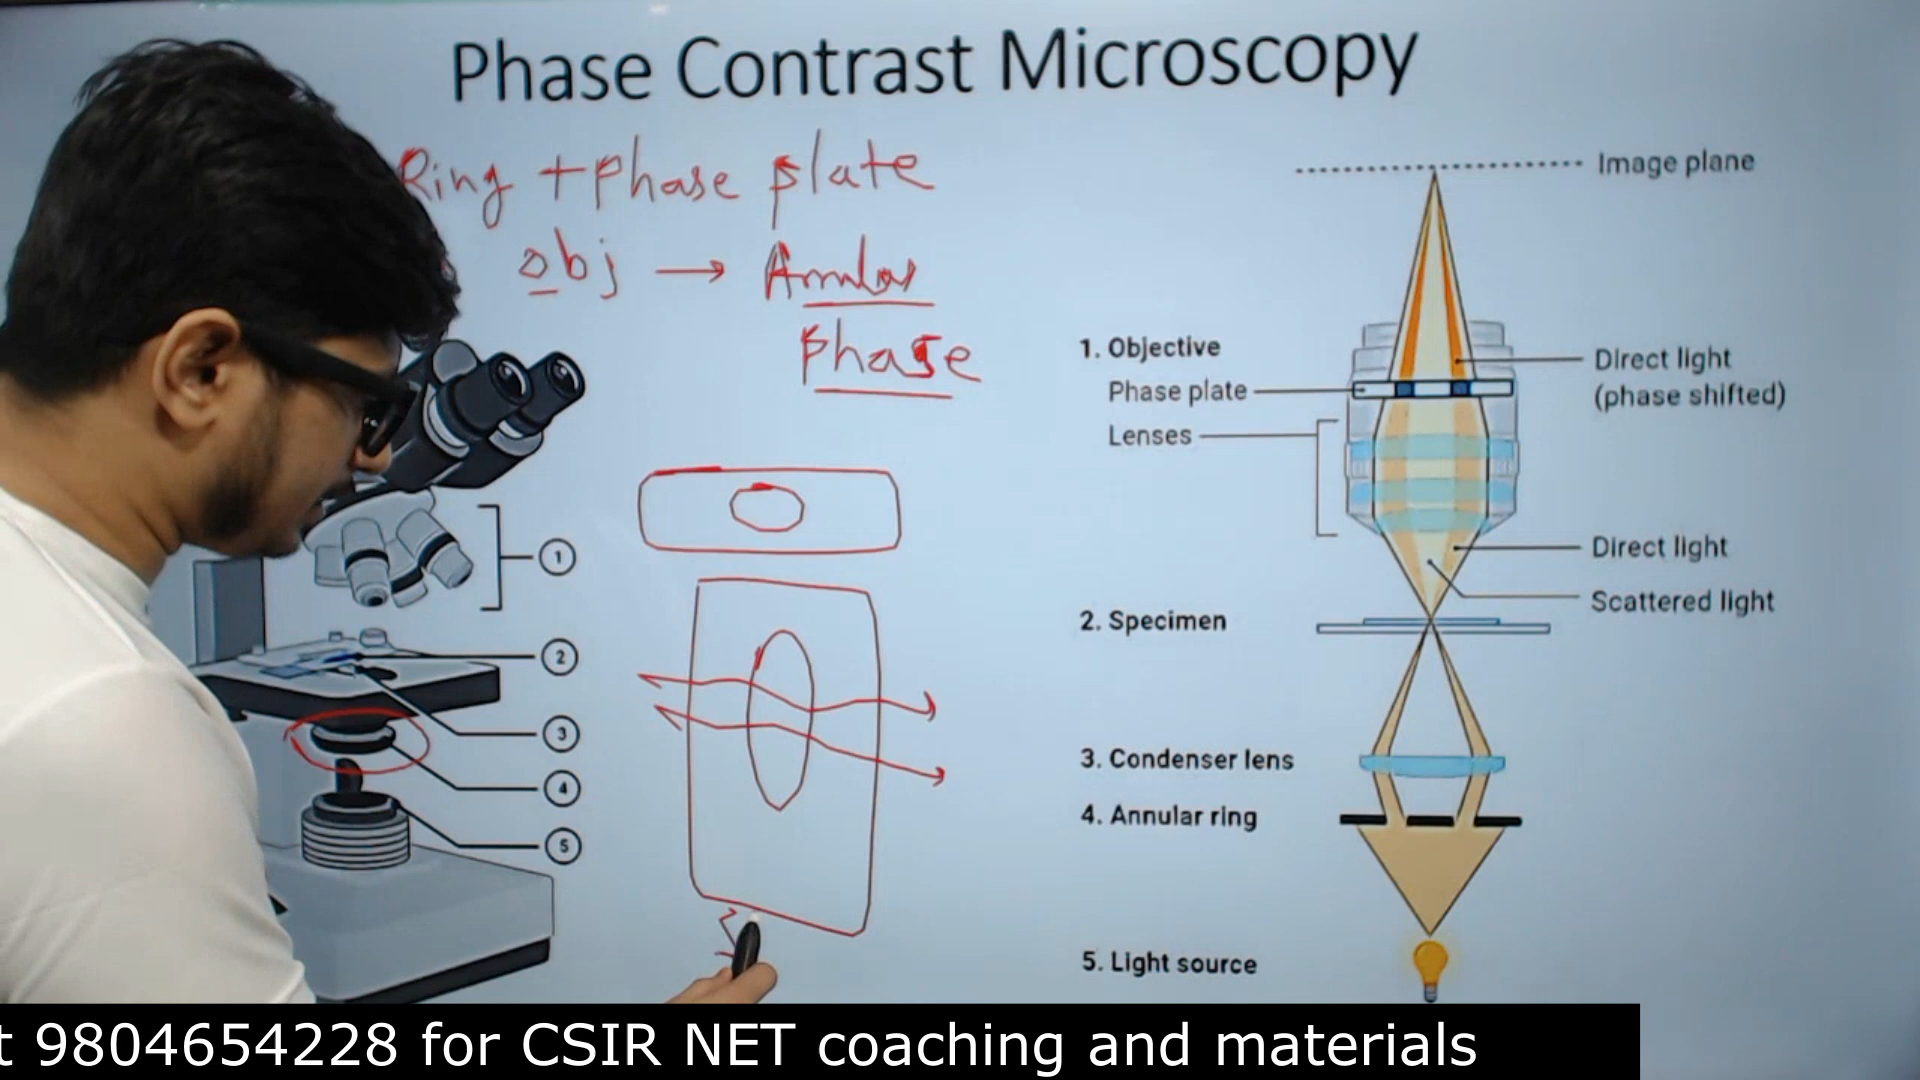 Phase Contrast Microscopy
Ring + phase plate
obj → Annular
phase
Image plane
1. Objective
Phase plate
Lenses
Direct light
(phase shifted)
Direct light
Scattered light
2. Specimen
3. Condenser lens
4. Annular ring
5. Light source
1
2
3
4
5
t 9804654228 for CSIR NET coaching and materials